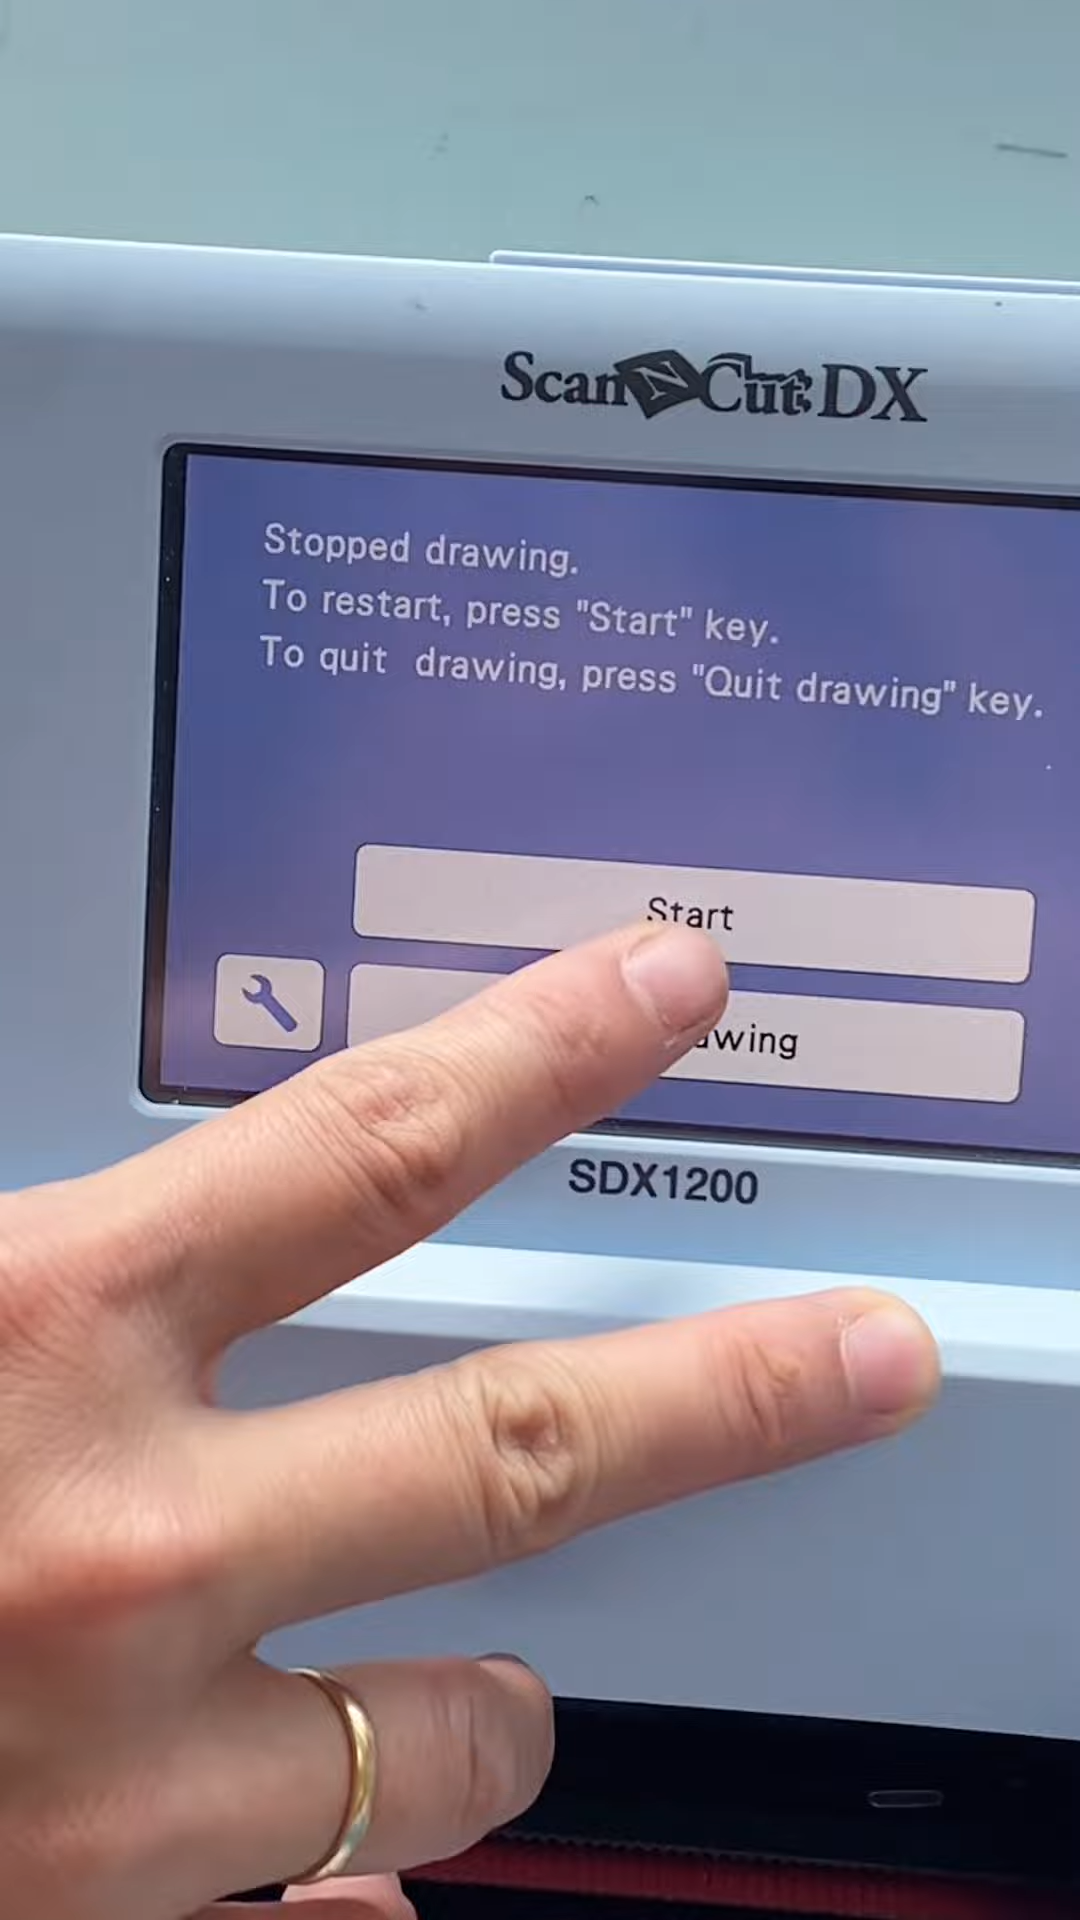 ScanNCut DX
Stopped drawing.
To restart, press "Start" key.
To quit drawing, press "Quit drawing" key.
Start
awing
SDX1200